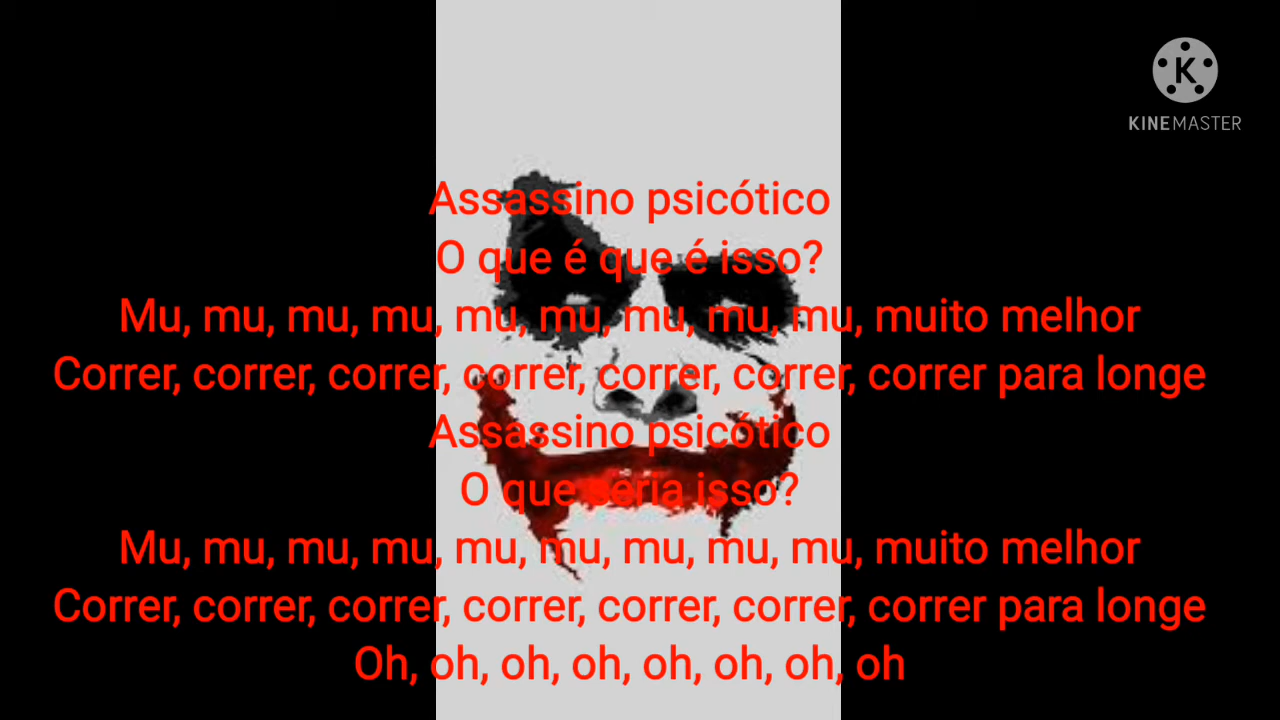 KINEMASTER
Assassino psicótico
O que é que é isso?
Mu, mu, mu, mu, mu, mu, mu, mu, mu, muito melhor
Correr, correr, correr, correr, correr, correr, correr para longe
Assassino psicótico
O que seria isso?
Mu, mu, mu, mu, mu, mu, mu, mu, mu, muito melhor
Correr, correr, correr, correr, correr, correr, correr para longe
Oh, oh, oh, oh, oh, oh, oh, oh